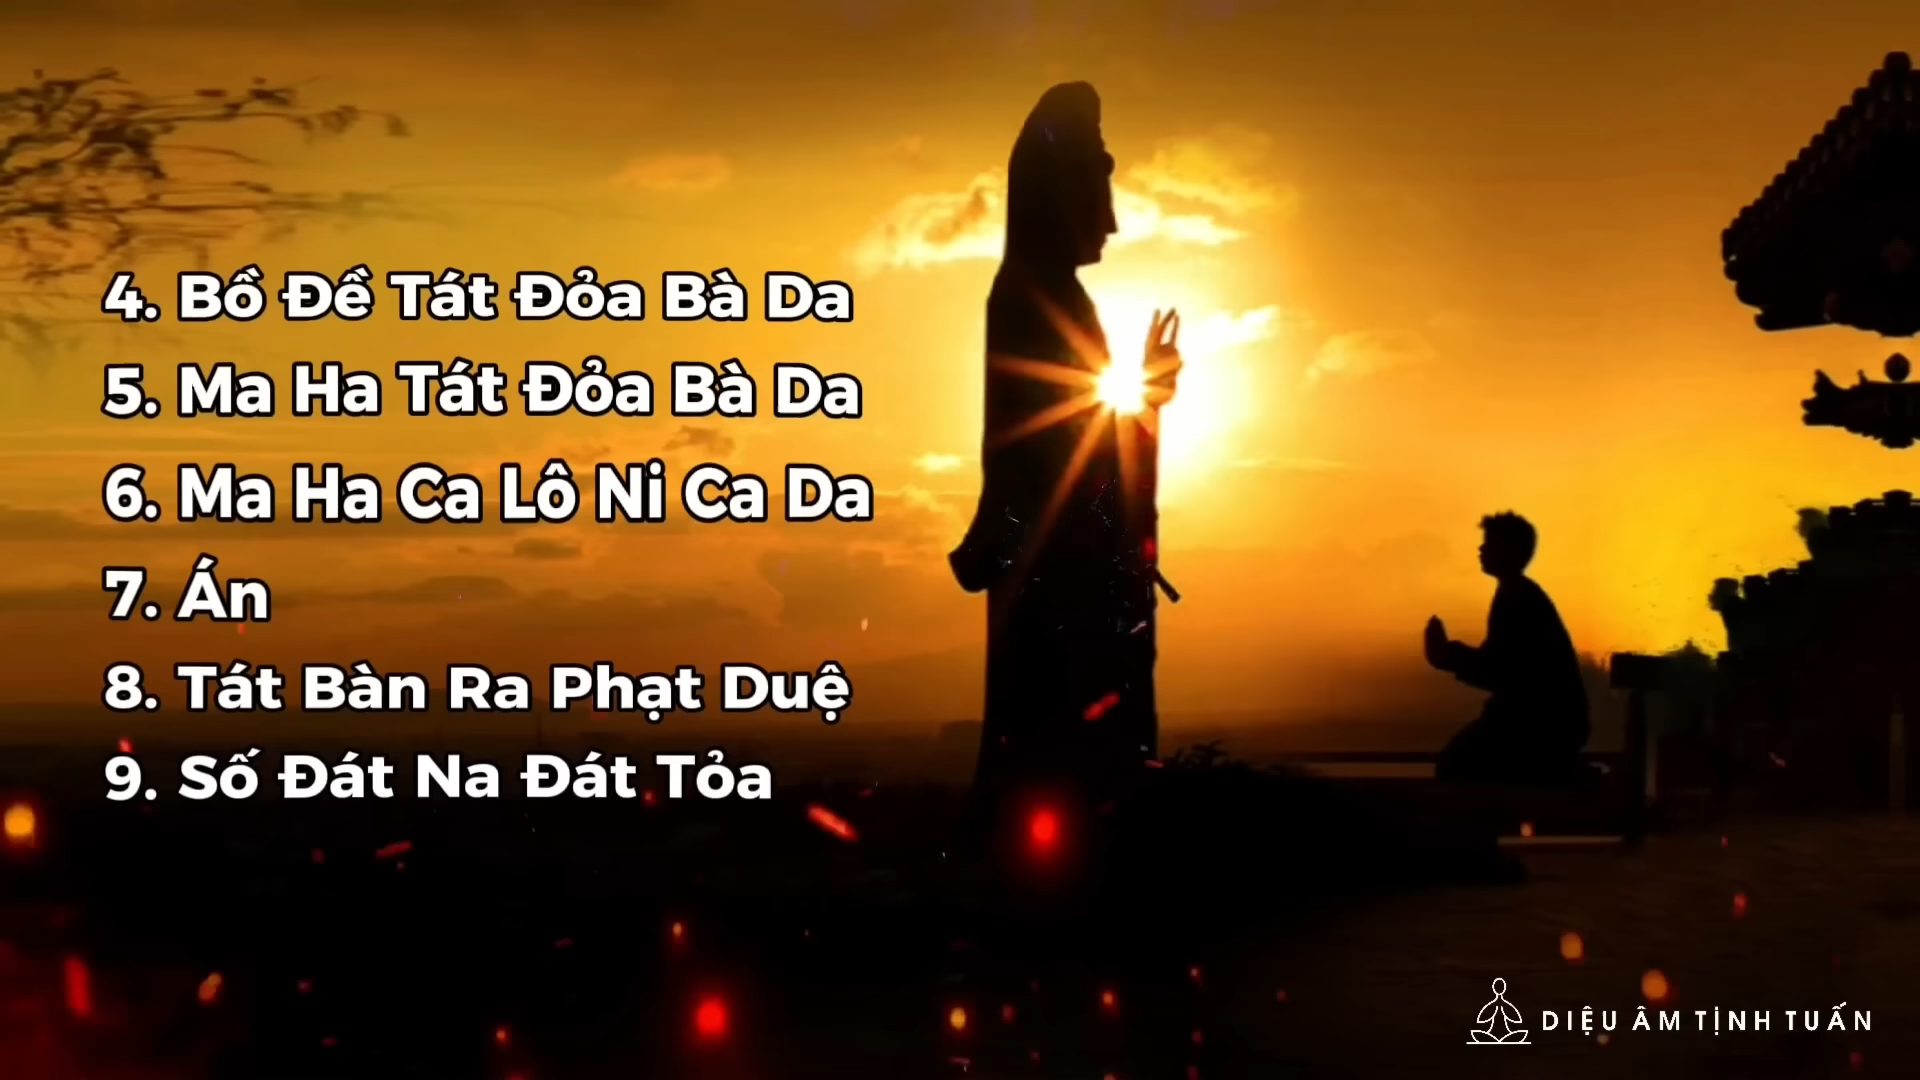 4. Bồ Đề Tát Đỏa Bà Da
5. Ma Ha Tát Đỏa Bà Da
6. Ma Ha Ca Lô Ni Ca Da
7. Án
8. Tát Bàn Ra Phạt Duệ
9. Số Đát Na Đát Tỏa
DIỆU ÂM TỊNH TUẤN